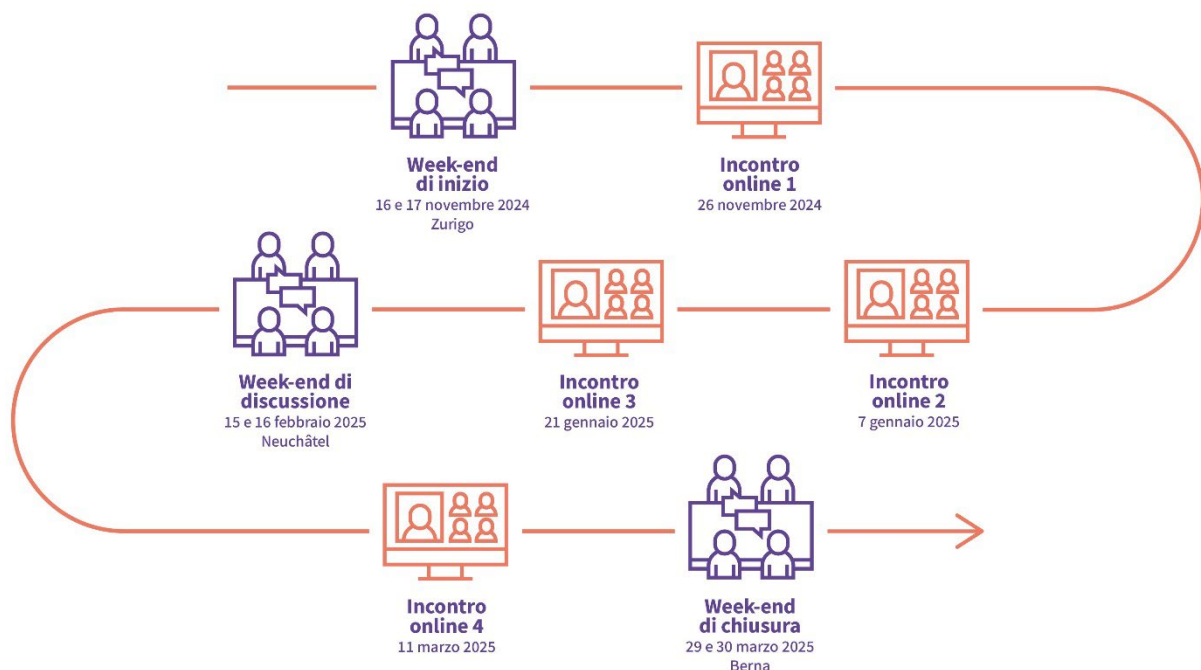 Week-end
di inizio
16 e 17 novembre 2024
Zurigo
Incontro
online 1
26 novembre 2024
Incontro
online 2
7 gennaio 2025
Incontro
online 3
21 gennaio 2025
Week-end di
discussione
15 e 16 febbraio 2025
Neuchâtel
Incontro
online 4
11 marzo 2025
Week-end
di chiusura
29 e 30 marzo 2025
Berna